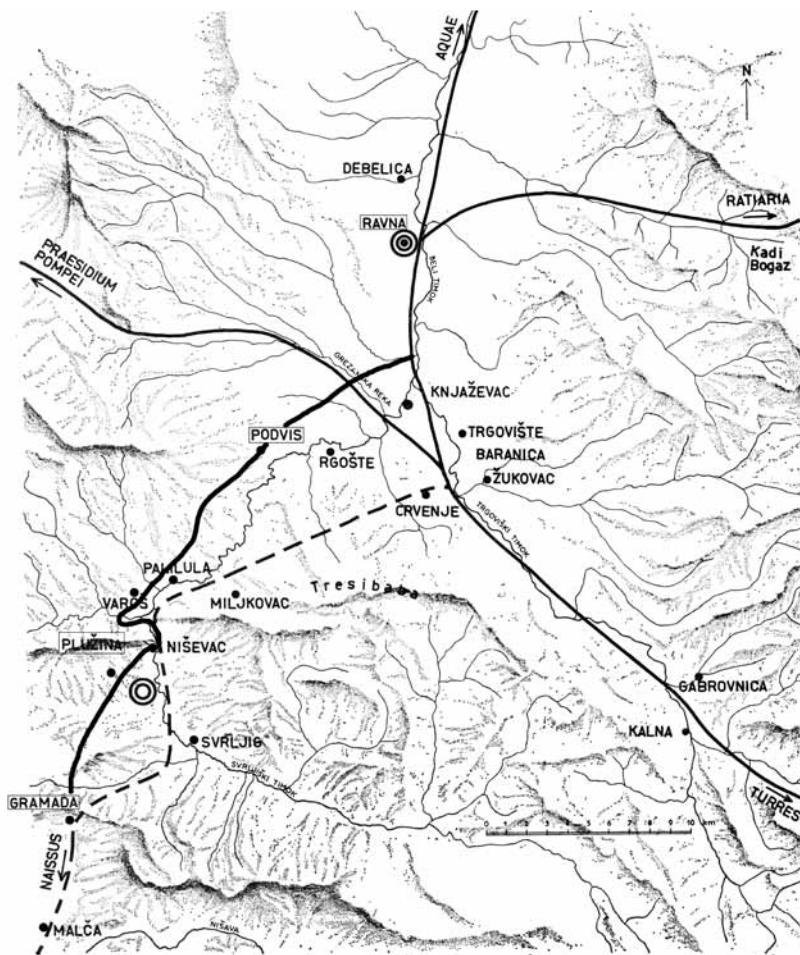 AQUAE
N
DEBELICA
RATIARIA
RAVNA
Kadi
Bogaz
PRAESIDIUM
POMPEI
BELI TIMOK
GREZANSKA REKA
KNJAŽEVAC
PODVIS
TRGOVIŠTE
RGOŠTE
BARANICA
ŽUKOVAC
CRVENJE
TRGOVIŠKI TIMOK
PALILULA
VAROŠ
MILJKOVAC
Tresibaba
PLUŽINA
NIŠEVAC
GABROVNICA
SVRLJIG
KALNA
SVRLJIŠKI TIMOK
GRAMADA
TURRES
10 km
NAISSUS
MALČA
NIŠAVA